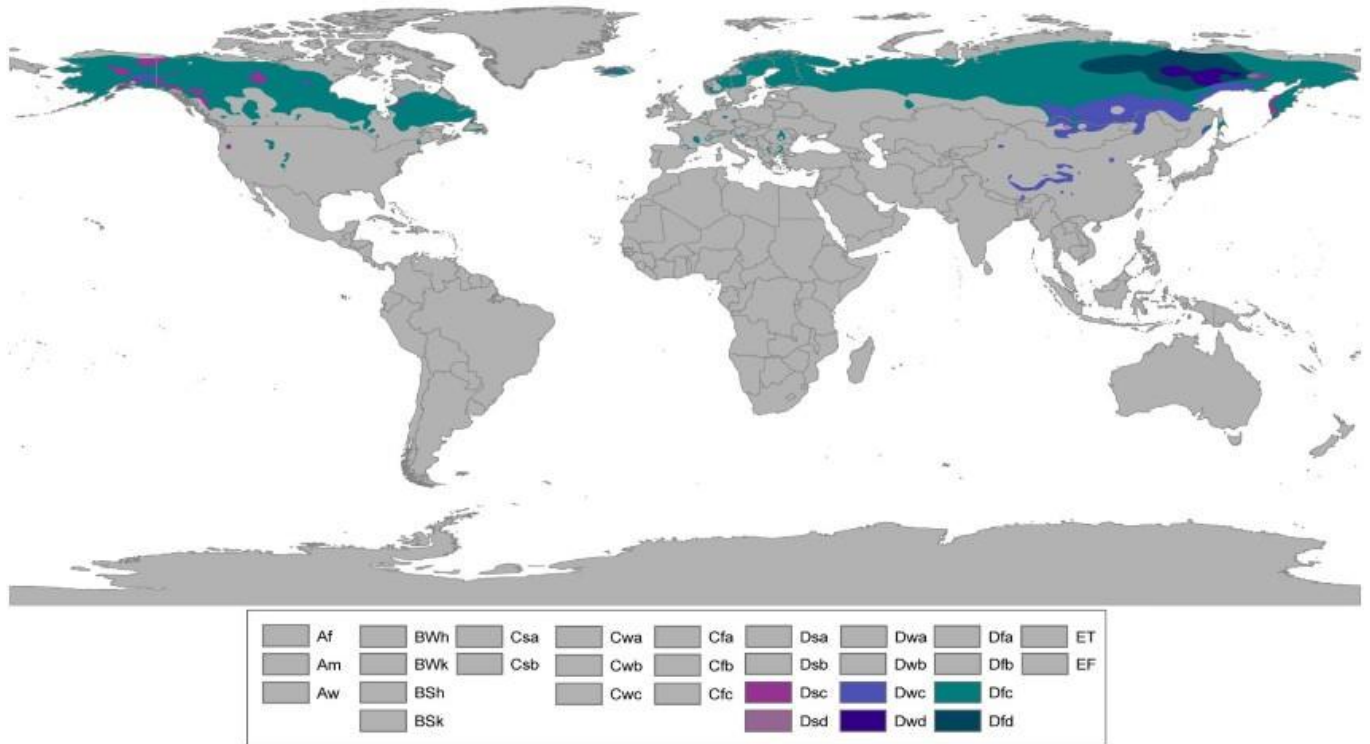 Af BWh Csa Cwa Cfa Dsa Dwa Dfa ET
Am BWk Csb Cwb Cfb Dsb Dwb Dfb EF
Aw BSh Cwc Cfc Dsc Dwc Dfc
BSk Dsd Dwd Dfd